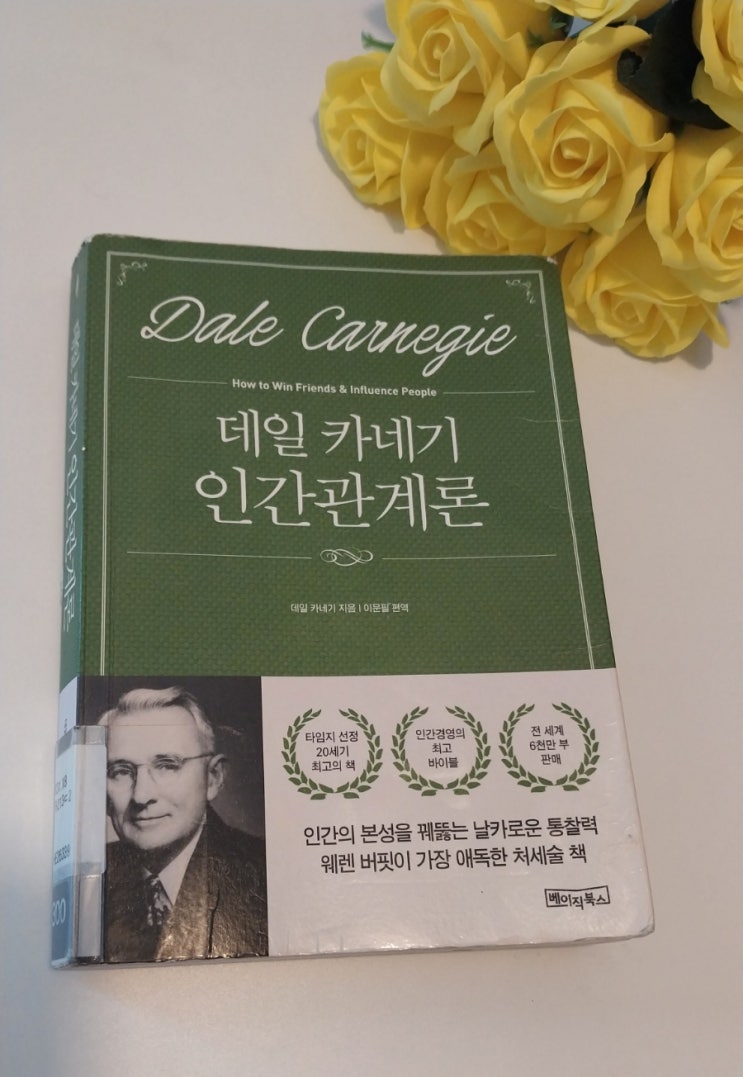 Dale Carnegie
How to Win Friends & Influence People
데일 카네기
인간관계론
데일 카네기 지음 | 이문필 편역
타임지 선정
20세기
최고의 책
인간경영의
최고
바이블
전 세계
6천만 부
판매
인간의 본성을 꿰뚫는 날카로운 통찰력
웨렌 버핏이 가장 애독한 처세술 책
베이직북스